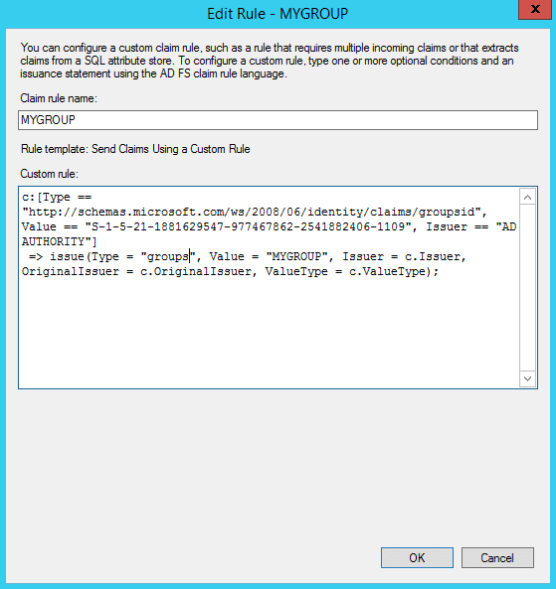 Edit Rule - MYGROUP
x
You can configure a custom claim rule, such as a rule that requires multiple incoming claims or that extracts
claims from a SQL attribute store. To configure a custom rule, type one or more optional conditions and an
issuance statement using the AD FS claim rule language.
Claim rule name:
MYGROUP
Rule template: Send Claims Using a Custom Rule
Custom rule:
c:[Type ==
"http://schemas.microsoft.com/ws/2008/06/identity/claims/groupsid",
Value == "S-1-5-21-1881629547-977467862-2541882406-1109", Issuer == "AD
AUTHORITY"]
 => issue(Type = "groups", Value = "MYGROUP", Issuer = c.Issuer,
OriginalIssuer = c.OriginalIssuer, ValueType = c.ValueType);
OK
Cancel